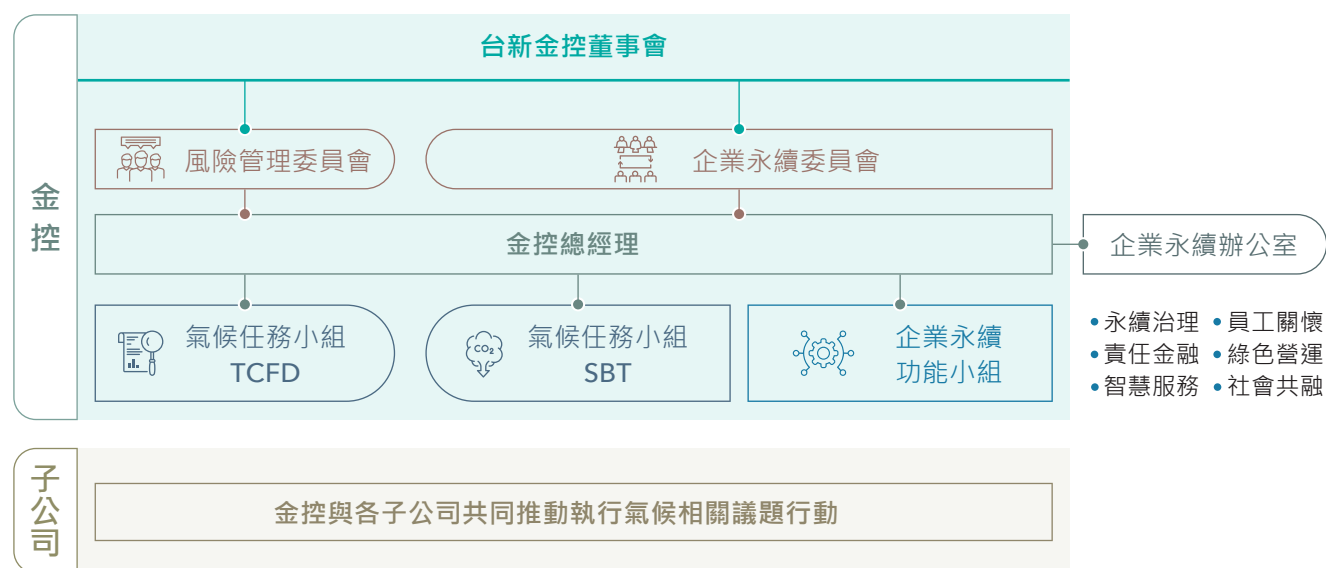 金控
台新金控董事會
風險管理委員會
企業永續委員會
金控總經理
企業永續辦公室
氣候任務小組
TCFD
氣候任務小組
CO₂
SBT
企業永續
功能小組
•永續治理 •員工關懷
•責任金融 •綠色營運
•智慧服務 •社會共融
子公司
金控與各子公司共同推動執行氣候相關議題行動